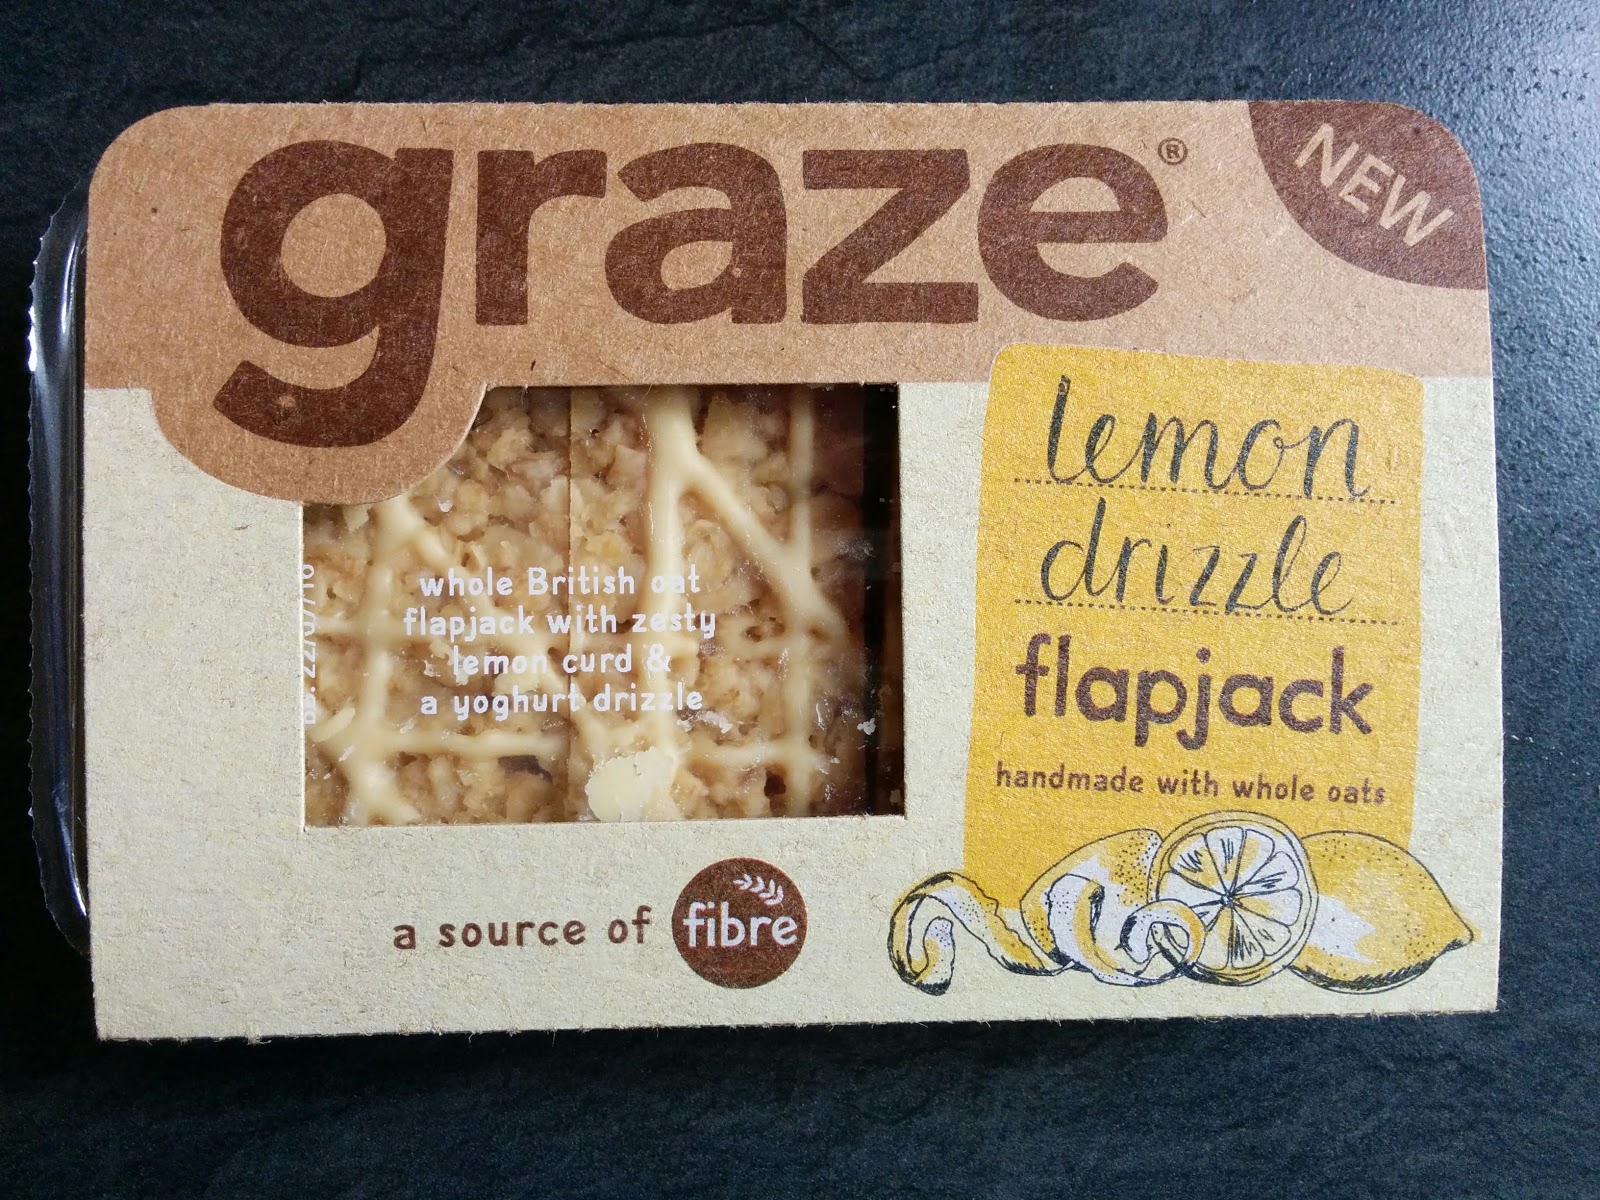 graze®
NEW
lemon
drizzle
flapjack
handmade with whole oats
whole British oat
flapjack with zesty
lemon curd &
a yoghurt drizzle
a source of fibre